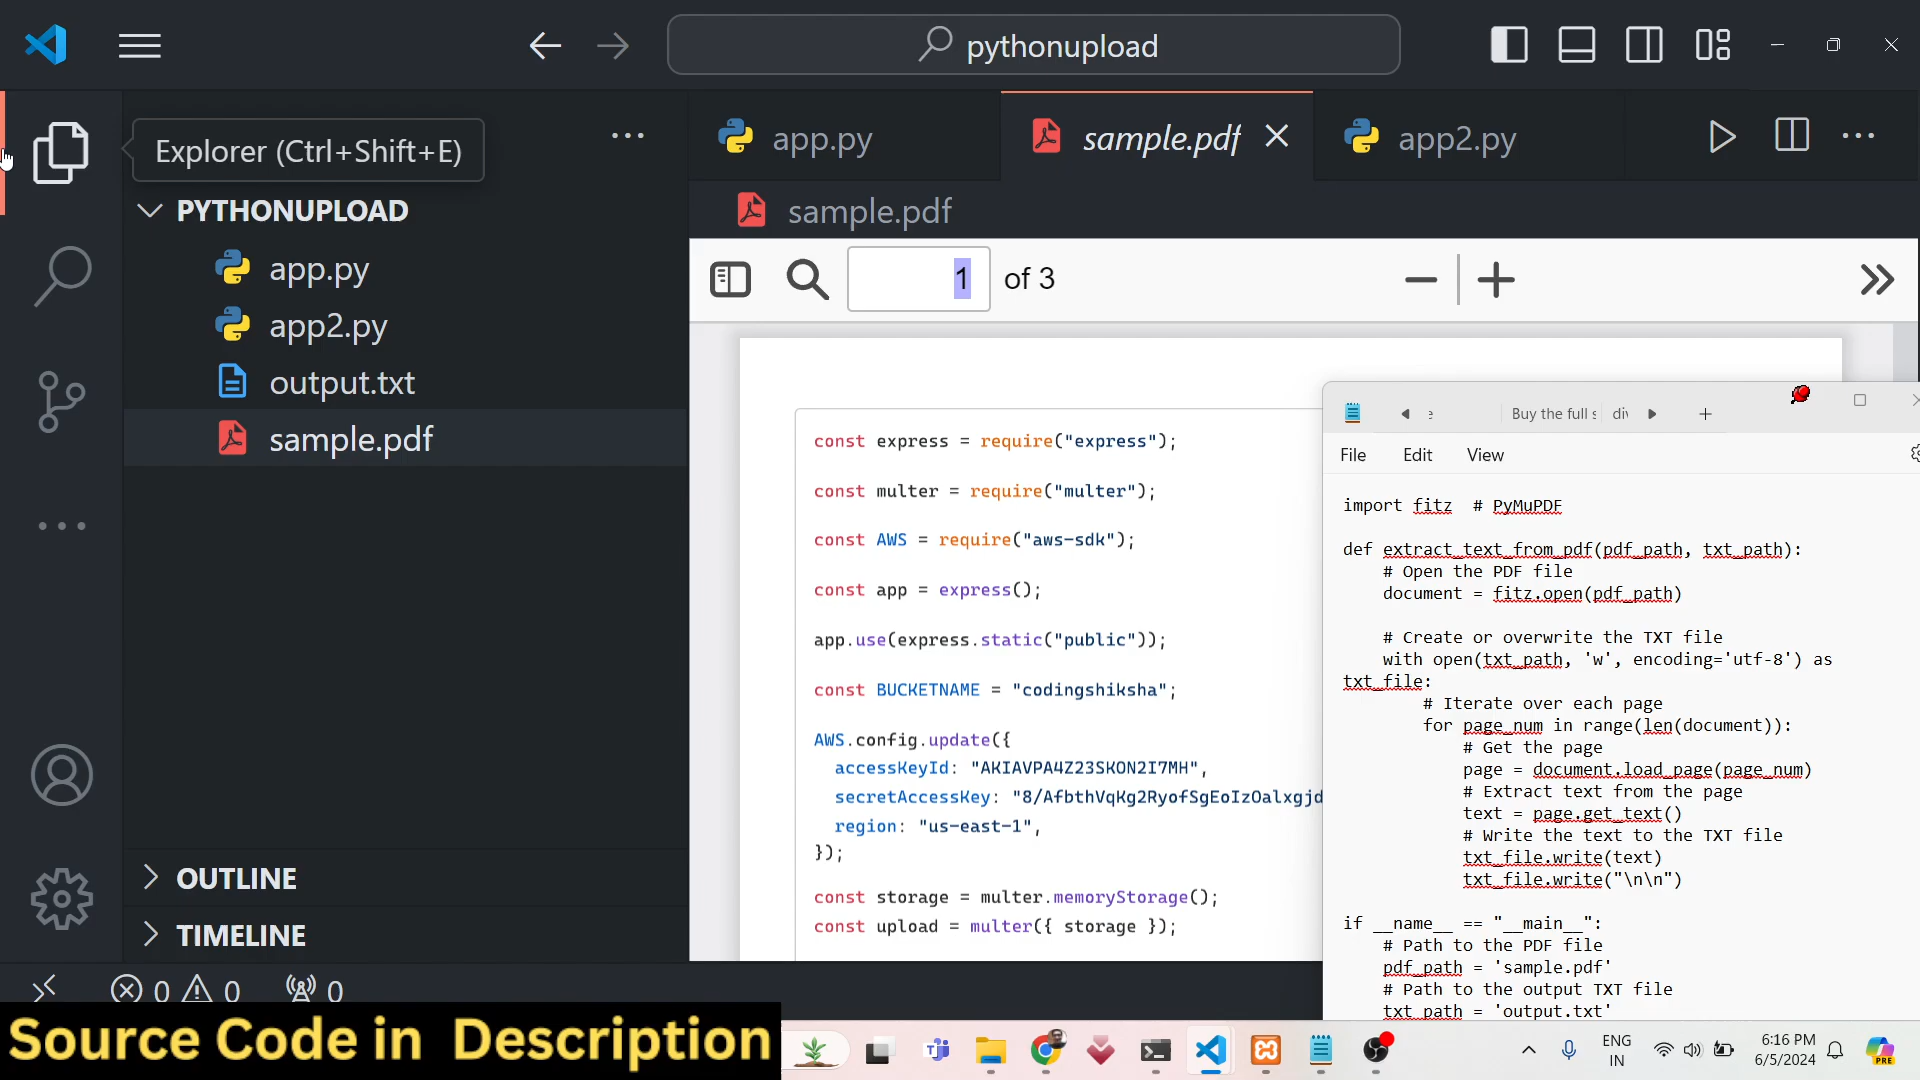 pythonupload
Explorer (Ctrl+Shift+E)
app.py
sample.pdf
app2.py
PYTHONUPLOAD
sample.pdf
app.py
app2.py
output.txt
sample.pdf
1 of 3
const express = require("express");
const multer = require("multer");
const AWS = require("aws-sdk");
const app = express();
app.use(express.static("public"));
const BUCKETNAME = "codingshiksha";
AWS.config.update({
accessKeyId: "AKIAVPA4Z23SKON2I7MH",
secretAccessKey: "8/AfbthVqKg2RyofSgEoIzOalxgjd
region: "us-east-1",
});
const storage = multer.memoryStorage();
const upload = multer({ storage });
e
Buy the full s
div
File Edit View
import fitz # PyMuPDF
def extract_text_from_pdf(pdf_path, txt_path):
# Open the PDF file
document = fitz.open(pdf_path)
# Create or overwrite the TXT file
with open(txt_path, 'w', encoding='utf-8') as
txt_file:
# Iterate over each page
for page_num in range(len(document)):
# Get the page
page = document.load_page(page_num)
# Extract text from the page
text = page.get_text()
# Write the text to the TXT file
txt_file.write(text)
txt_file.write("\n\n")
if __name__ == "__main__":
# Path to the PDF file
pdf_path = 'sample.pdf'
# Path to the output TXT file
txt_path = 'output.txt'
OUTLINE
TIMELINE
0 0 0
Source Code in Description
ENG
IN
6:16 PM
6/5/2024
PRE